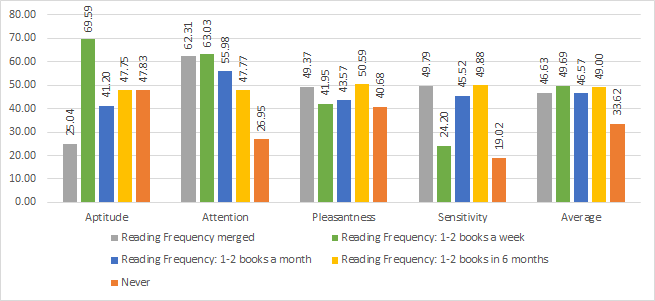 80.00
70.00
60.00
50.00
40.00
30.00
20.00
10.00
0.00
25.04 69.59 41.20 47.75 47.83
62.31 63.03 55.98 47.77 26.95
49.37 41.95 43.57 50.59 40.68
49.79 24.20 45.52 49.88 19.02
46.63 49.69 46.57 49.00 33.62
Aptitude Attention Pleasantness Sensitivity Average
Reading Frequency merged Reading Frequency: 1-2 books a week
Reading Frequency: 1-2 books a month Reading Frequency: 1-2 books in 6 months
Never